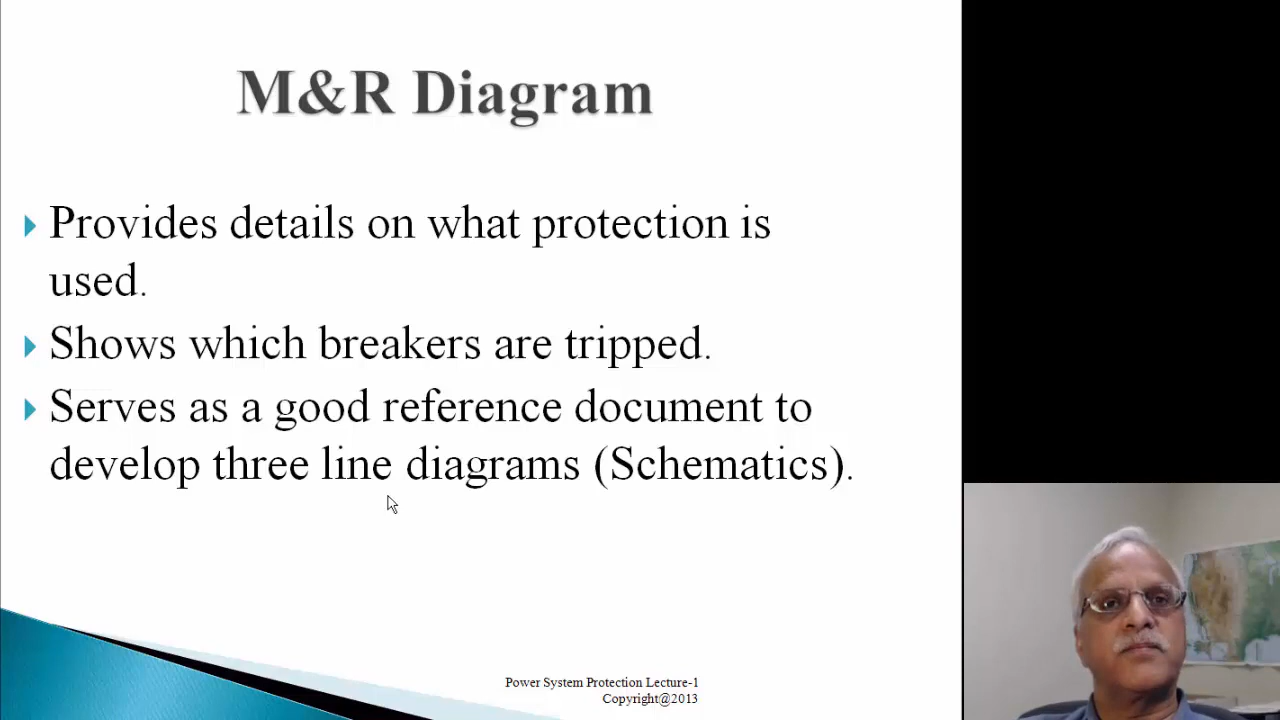 M&R Diagram
Provides details on what protection is
used.
Shows which breakers are tripped.
Serves as a good reference document to
develop three line diagrams (Schematics).
Power System Protection Lecture-1
Copyright@2013